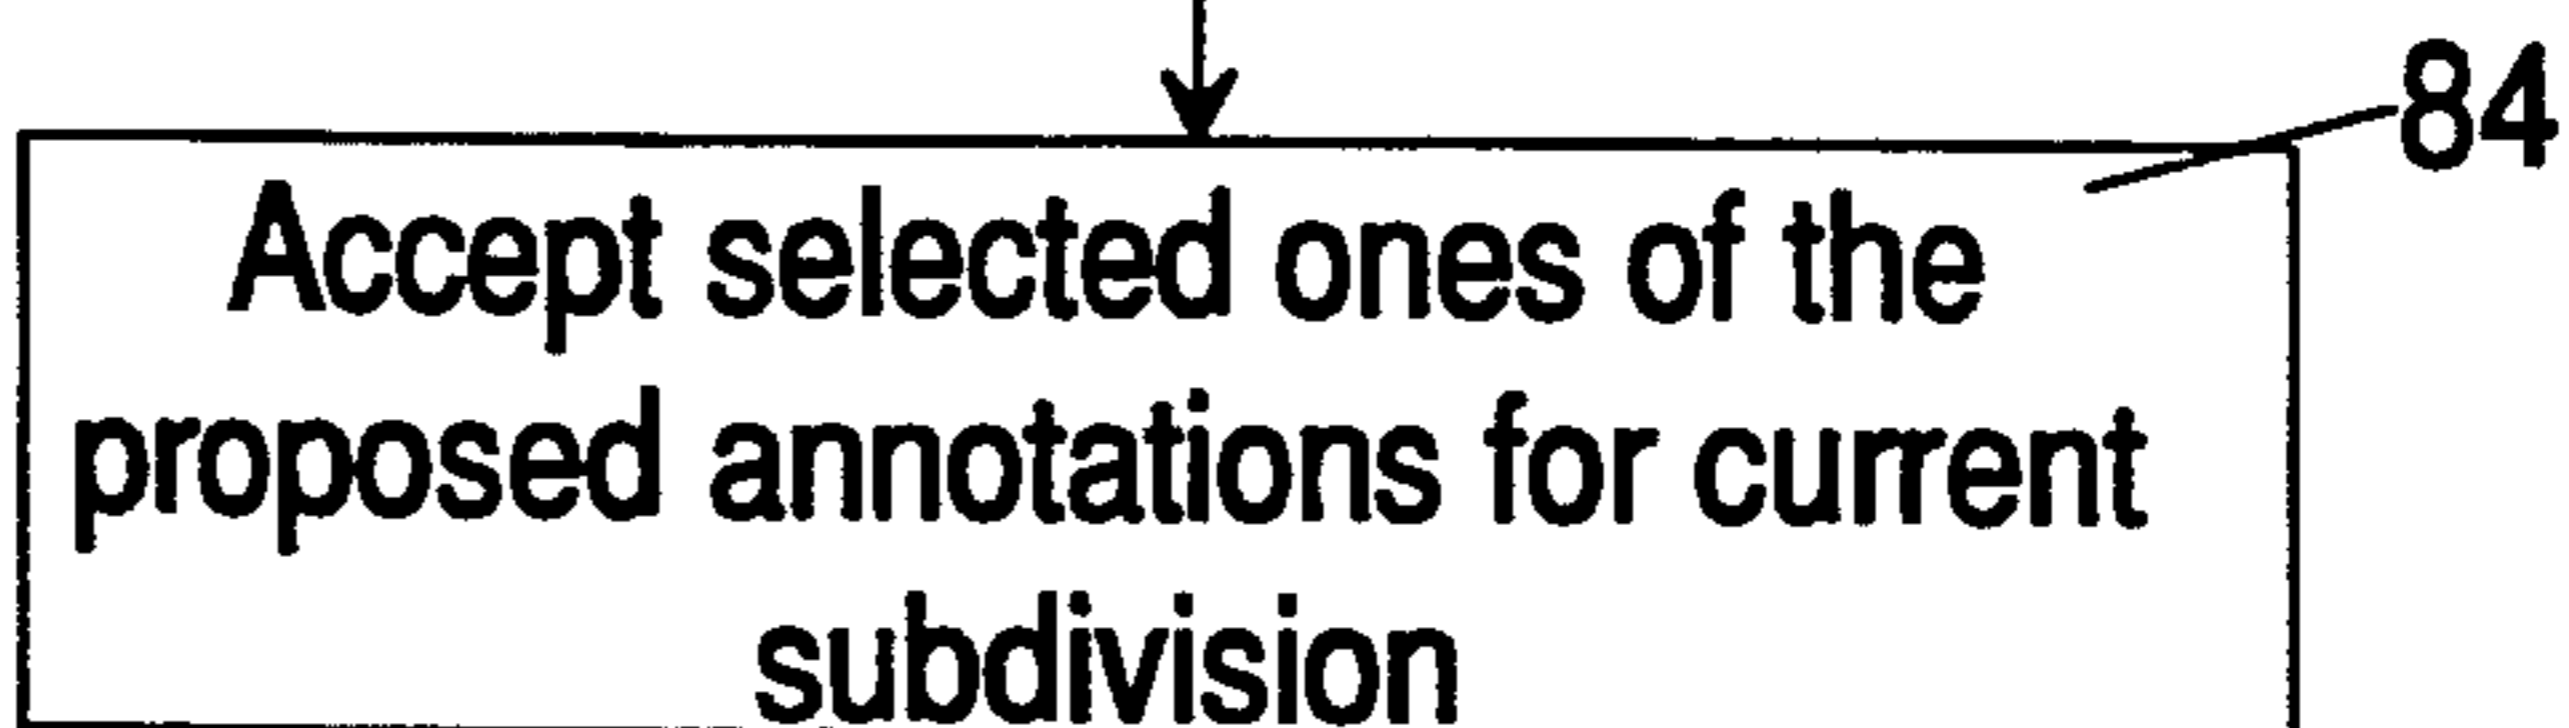 84
Accept selected ones of the
proposed annotations for current
subdivision